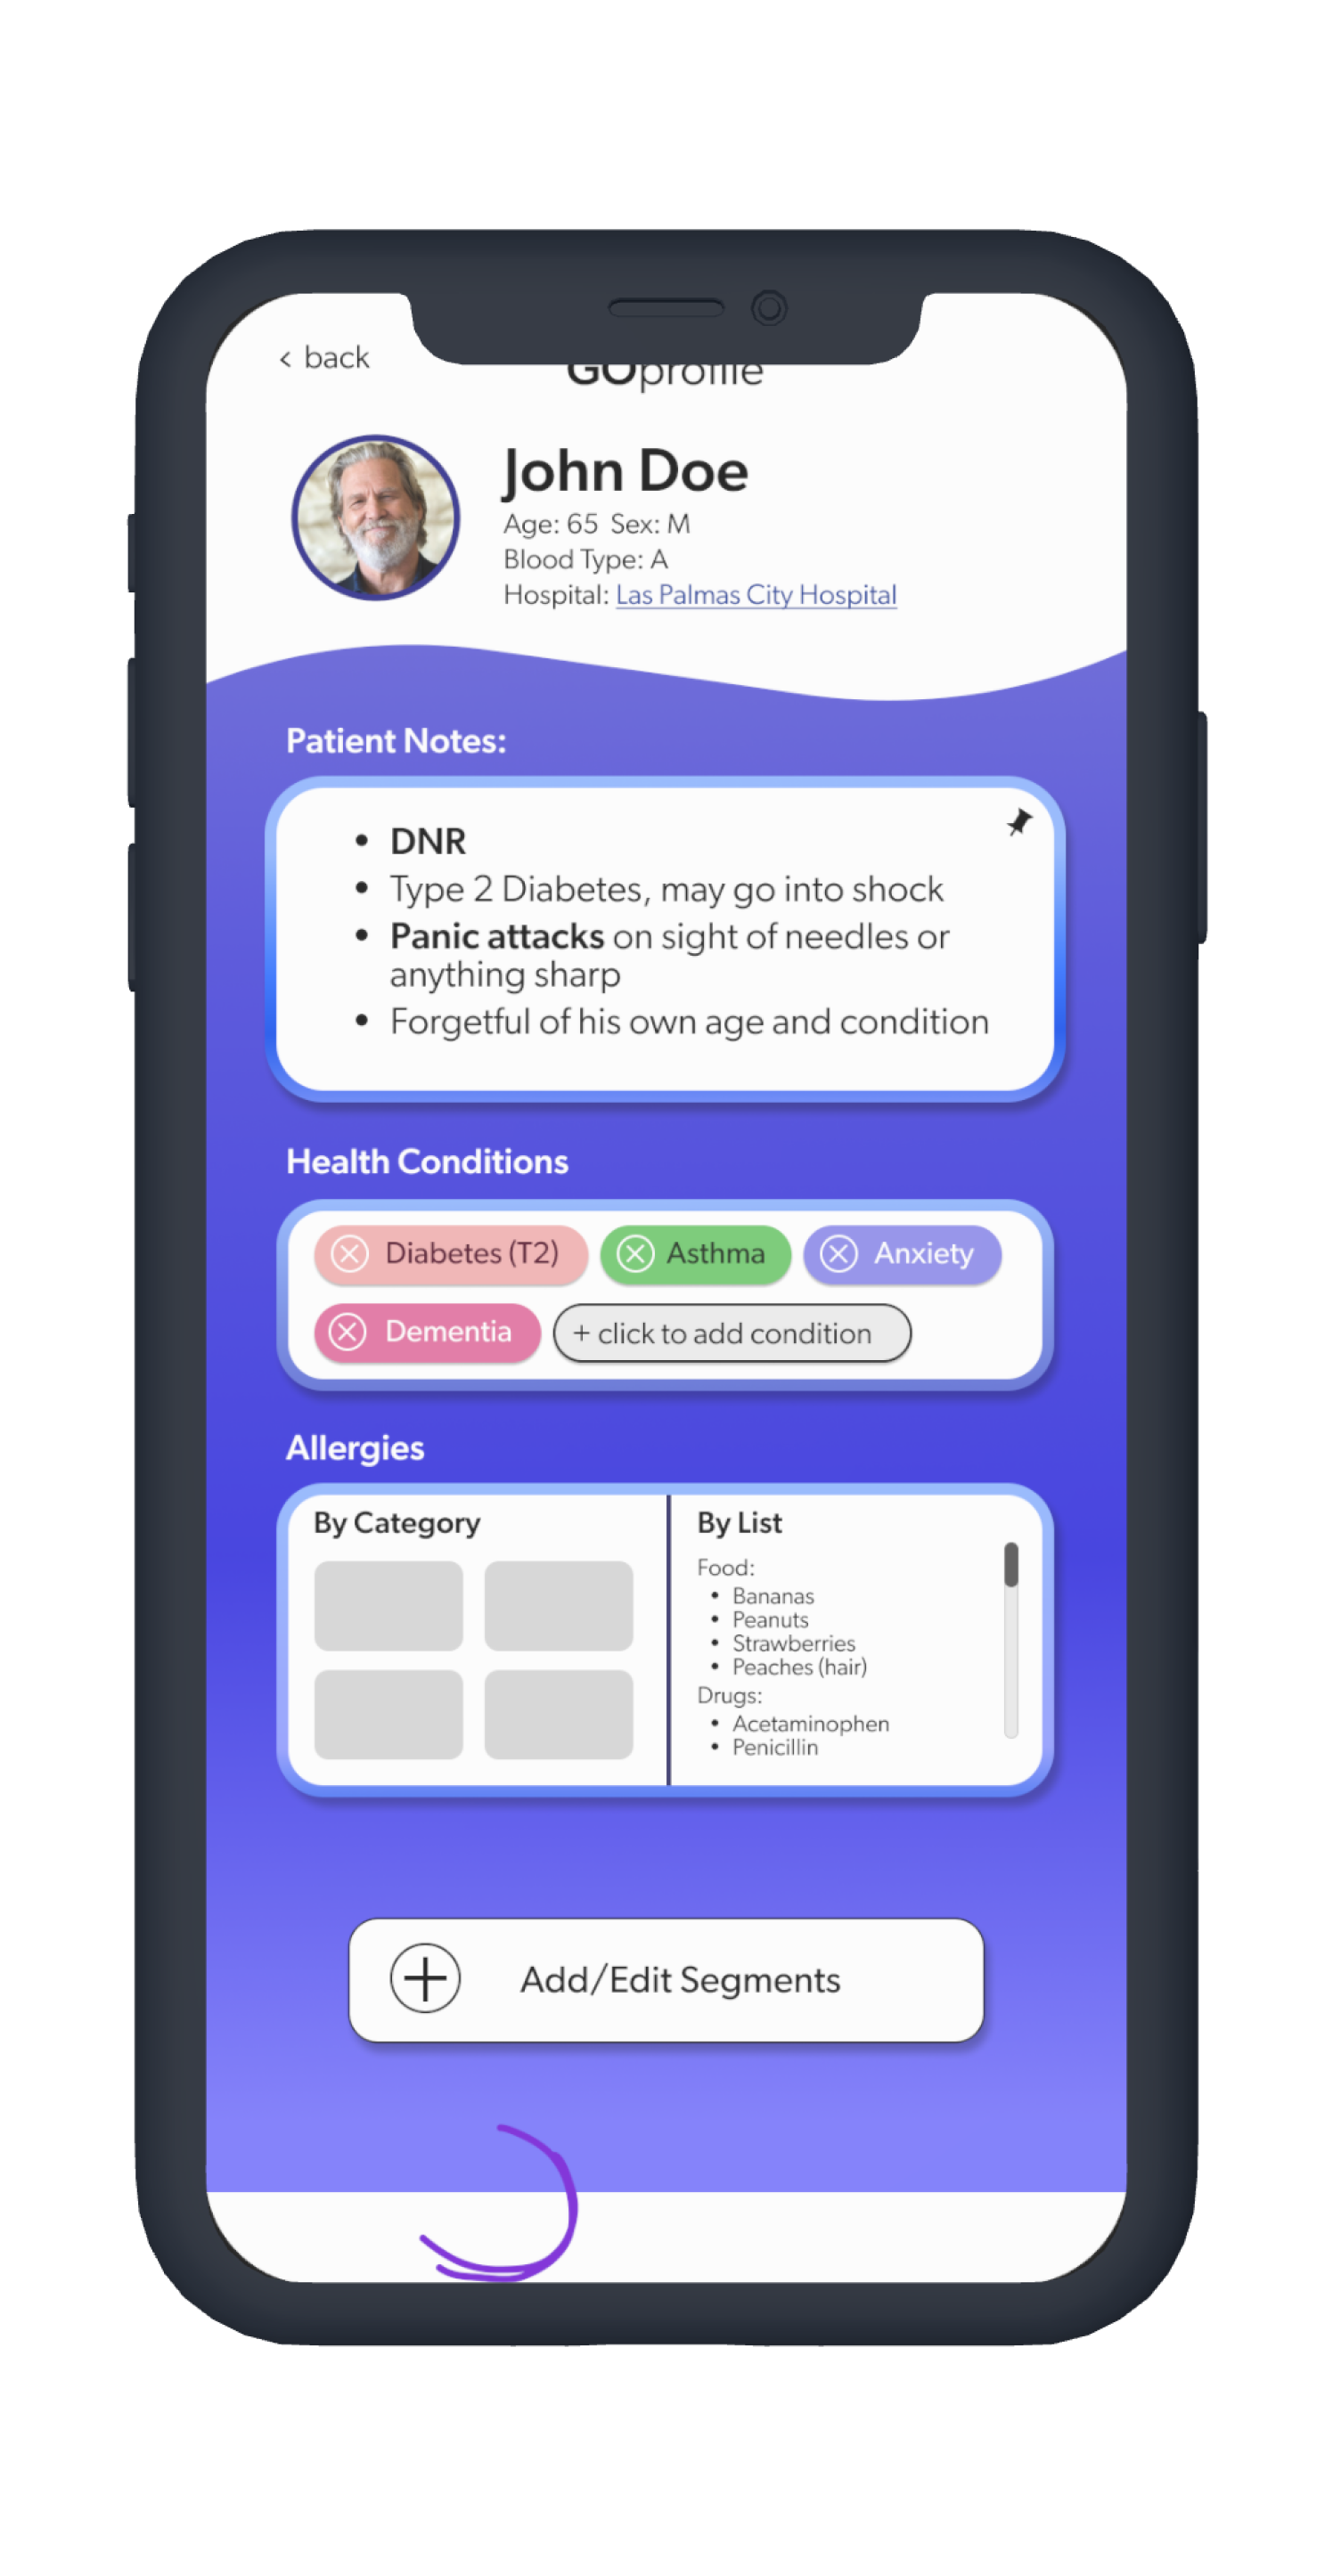 < back
GOprofile
John Doe
Age: 65 Sex: M
Blood Type: A
Hospital: Las Palmas City Hospital
Patient Notes:
• DNR
• Type 2 Diabetes, may go into shock
• Panic attacks on sight of needles or
anything sharp
• Forgetful of his own age and condition
Health Conditions
Diabetes (T2) Asthma Anxiety
Dementia + click to add condition
Allergies
By Category
By List
Food:
• Bananas
• Peanuts
• Strawberries
• Peaches (hair)
Drugs:
• Acetaminophen
• Penicillin
Add/Edit Segments